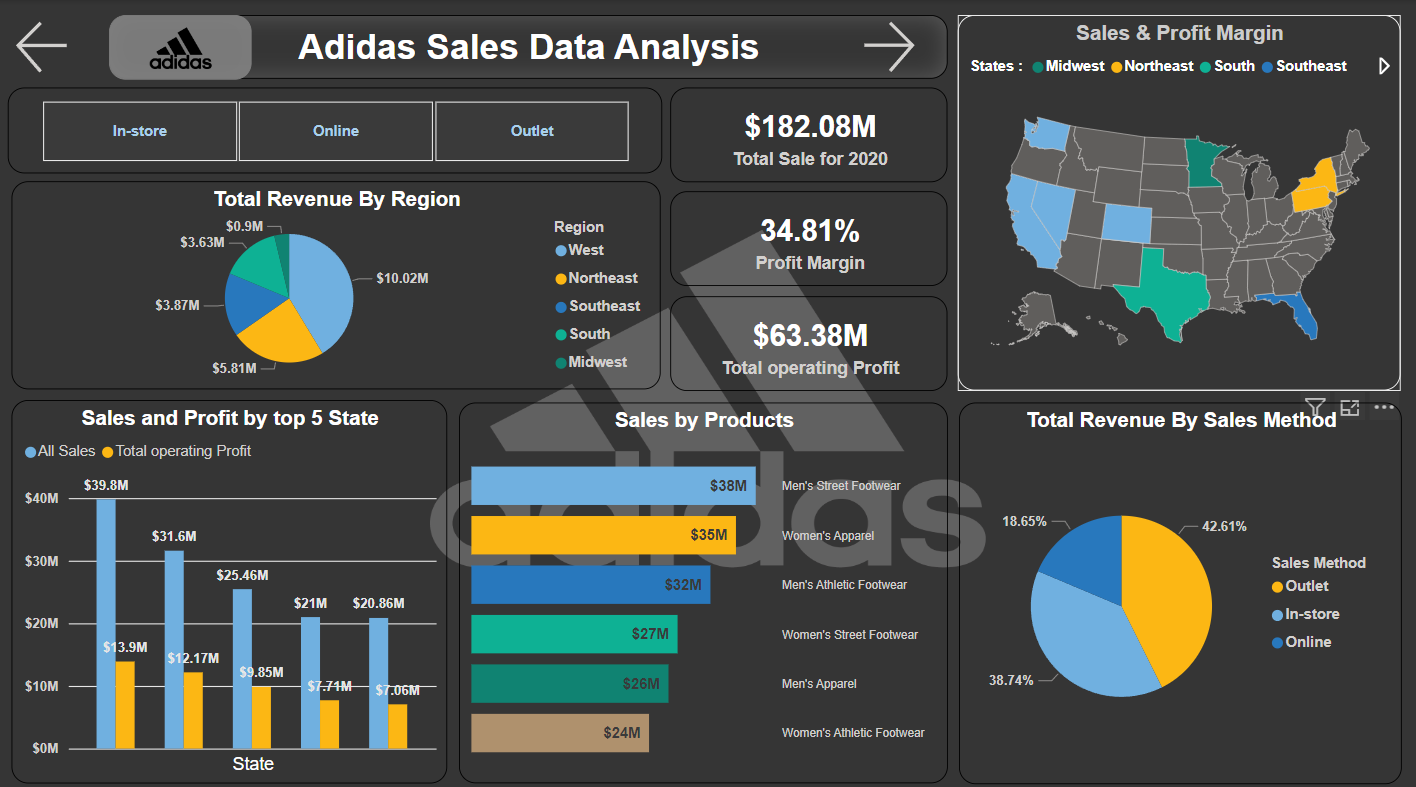 adidas
Adidas Sales Data Analysis
In-store
Online
Outlet
$182.08M
Total Sale for 2020
34.81%
Profit Margin
$63.38M
Total operating Profit
Sales & Profit Margin
States : Midwest Northeast South Southeast
Total Revenue By Region
$0.9M
$3.63M
$10.02M
$3.87M
$5.81M
Region
West
Northeast
Southeast
South
Midwest
Sales and Profit by top 5 State
All Sales Total operating Profit
$39.8M
$40M
$31.6M
$30M
$25.46M
$21M
$20.86M
$20M
$13.9M
$12.17M
$9.85M
$10M
$7.71M
$7.06M
$0M
State
Sales by Products
$38M Men's Street Footwear
$35M Women's Apparel
$32M Men's Athletic Footwear
$27M Women's Street Footwear
$26M Men's Apparel
$24M Women's Athletic Footwear
adidas
Total Revenue By Sales Method
18.65%
42.61%
38.74%
Sales Method
Outlet
In-store
Online